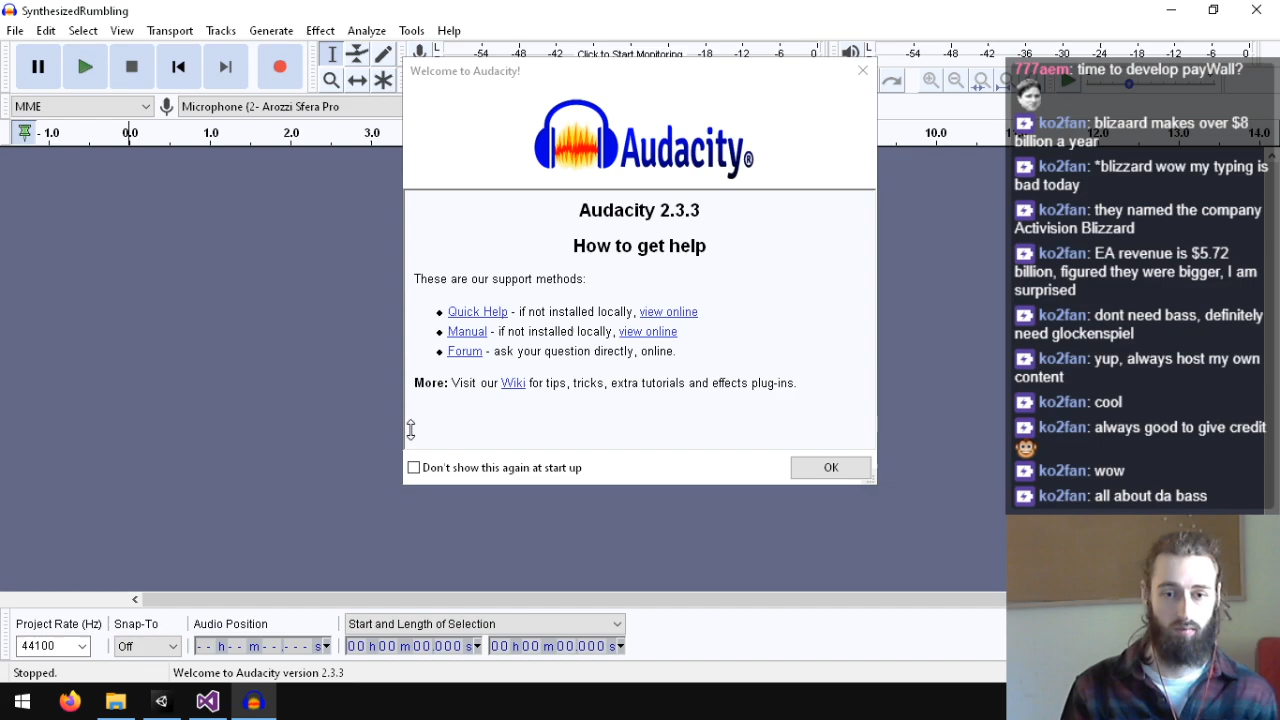 SynthesizedRumbling
File Edit Select View Transport Tracks Generate Effect Analyze Tools Help
-54 -48 -42 Click to Start Monitoring -18 -12 -6 0
-54 -48 -42 -36 -30 -24 -18 -12 -6 0
MME
Microphone (2- Arozzi Sfera Pro
- 1.0 0.0 1.0 2.0 3.0 10.0 11.0 12.0 13.0 14.0
Welcome to Audacity!
Audacity®
Audacity 2.3.3
How to get help
These are our support methods:
Quick Help - if not installed locally, view online
Manual - if not installed locally, view online
Forum - ask your question directly, online.
More: Visit our Wiki for tips, tricks, extra tutorials and effects plug-ins.
Don't show this again at start up
OK
777aem: time to develop payWall?
ko2fan: blizaard makes over $8
billion a year
ko2fan: *blizzard wow my typing is
bad today
ko2fan: they named the company
Activision Blizzard
ko2fan: EA revenue is $5.72
billion, figured they were bigger, I am
surprised
ko2fan: dont need bass, definitely
need glockenspiel
ko2fan: yup, always host my own
content
ko2fan: cool
ko2fan: always good to give credit
ko2fan: wow
ko2fan: all about da bass
Project Rate (Hz) Snap-To Audio Position Start and Length of Selection
44100 Off - - h - - m - - . - - - s 00 h 00 m 00.000 s 00 h 00 m 00.000 s
Stopped. Welcome to Audacity version 2.3.3